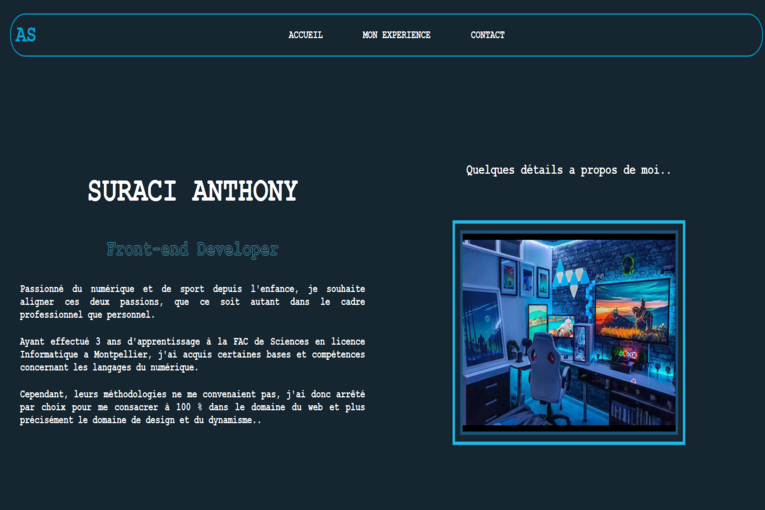 AS
ACCUEIL
MON EXPERIENCE
CONTACT
SURACI ANTHONY
Front-end Developer
Passionné du numérique et de sport depuis l'enfance, je souhaite
aligner ces deux passions, que ce soit autant dans le cadre
professionnel que personnel.
Ayant effectué 3 ans d'apprentissage à la FAC de Sciences en licence
Informatique a Montpellier, j'ai acquis certaines bases et compétences
concernant les langages du numérique.
Cependant, leurs méthodologies ne me convenaient pas, j'ai donc arrêté
par choix pour me consacrer à 100 % dans le domaine du web et plus
précisément le domaine de design et du dynamisme..
Quelques détails a propos de moi..